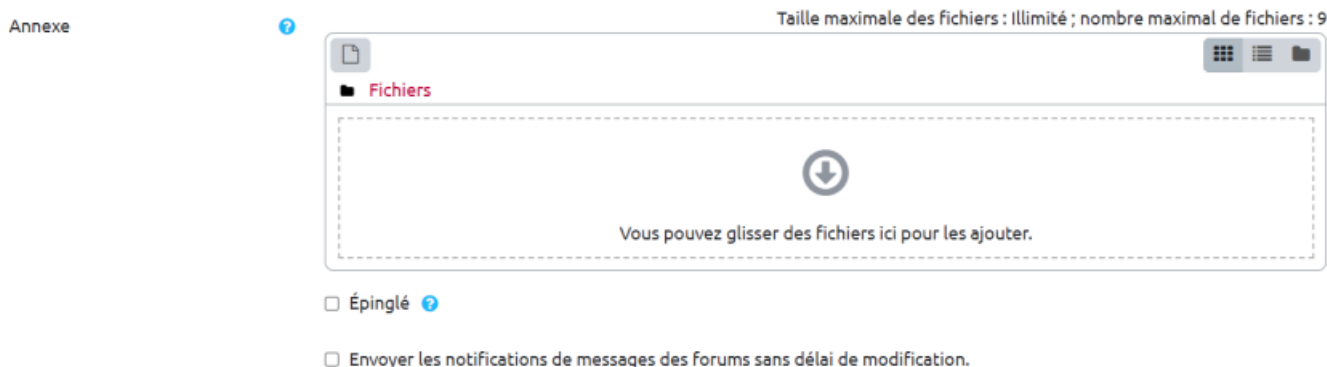 Annexe
Taille maximale des fichiers : Illimité ; nombre maximal de fichiers : 9
Fichiers
Vous pouvez glisser des fichiers ici pour les ajouter.
Épinglé
Envoyer les notifications de messages des forums sans délai de modification.